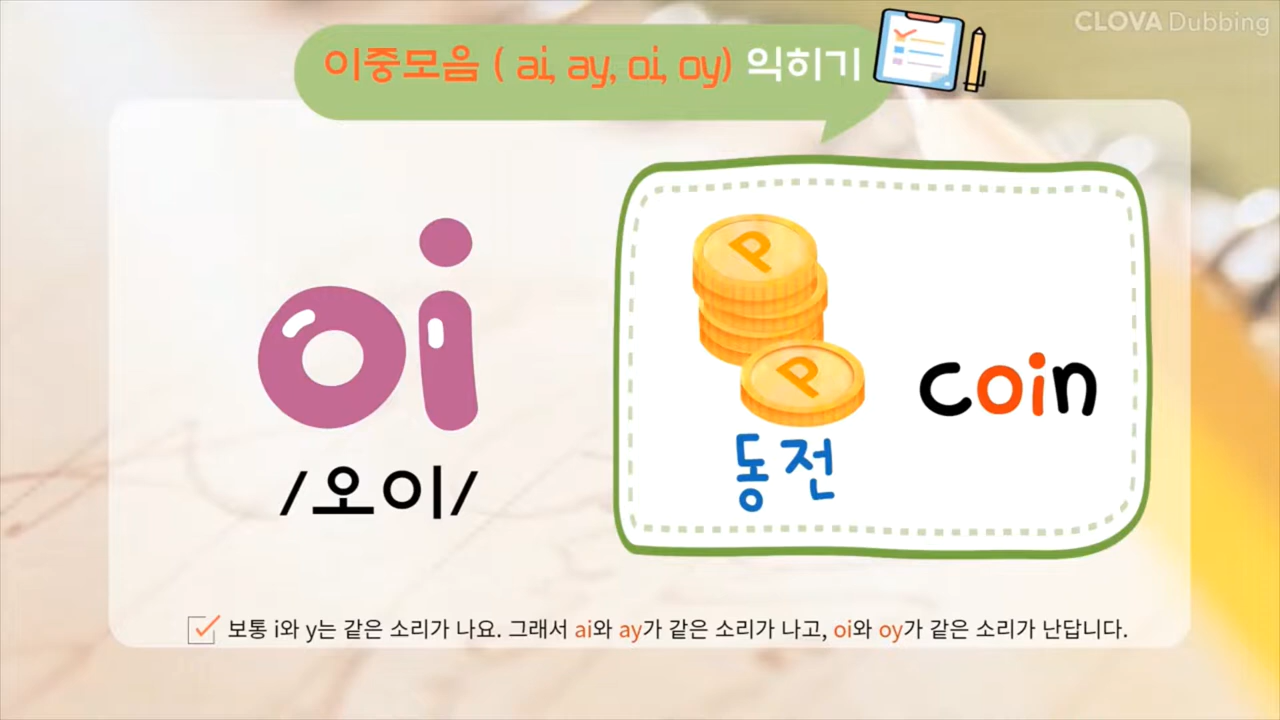 CLOVA Dubbing
이중모음 ( ai, ay, oi, oy) 익히기
oi
/오이/
P
P
동전
coin
보통 i와 y는 같은 소리가 나요. 그래서 ai와 ay가 같은 소리가 나고, oi와 oy가 같은 소리가 난답니다.